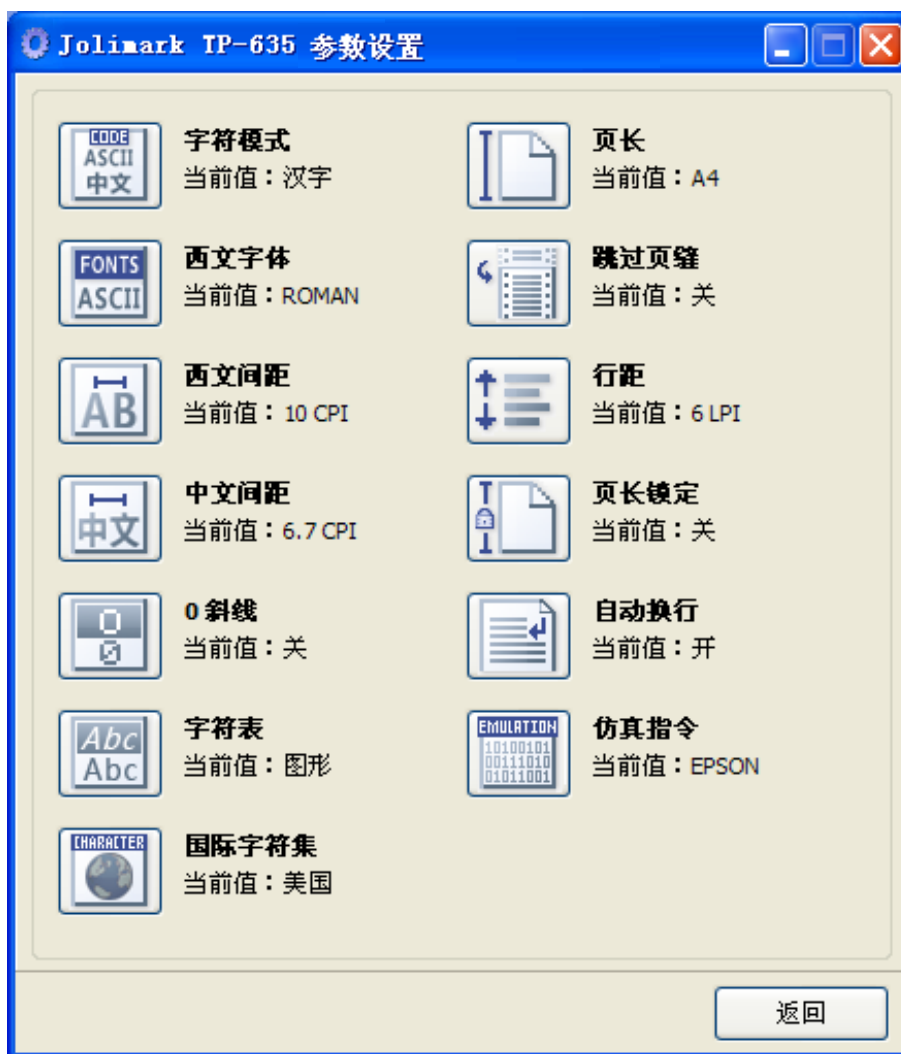 Jolimark TP-635 参数设置
CODE
ASCII
中文
字符模式
当前值：汉字
FONTS
ASCII
西文字体
当前值：ROMAN
AB
西文间距
当前值：10 CPI
中文
中文间距
当前值：6.7 CPI
0
0
0 斜线
当前值：关
Abc
Abc
字符表
当前值：图形
CHARACTER
国际字符集
当前值：美国
页长
当前值：A4
跳过页缝
当前值：关
行距
当前值：6 LPI
页长镜定
当前值：关
自动换行
当前值：开
EMULATION
10100101
00111010
01011001
仿真指令
当前值：EPSON
返回